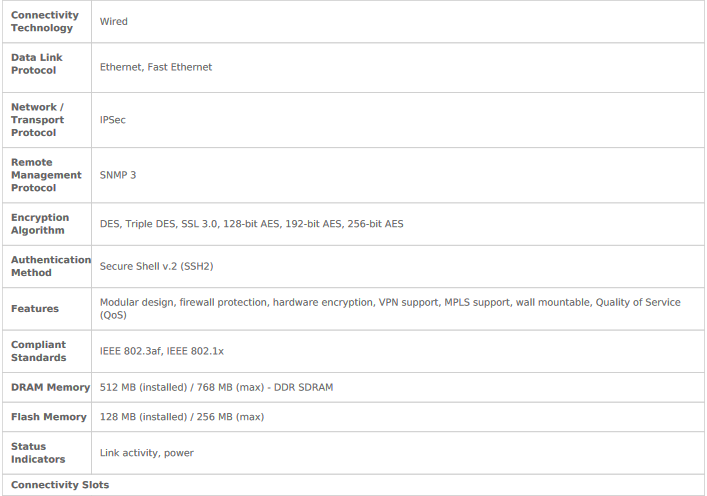 Connectivity
Technology
Wired
Data Link
Protocol
Ethernet, Fast Ethernet
Network /
Transport
Protocol
IPSec
Remote
Management
Protocol
SNMP 3
Encryption
Algorithm
DES, Triple DES, SSL 3.0, 128-bit AES, 192-bit AES, 256-bit AES
Authentication
Method
Secure Shell v.2 (SSH2)
Features
Modular design, firewall protection, hardware encryption, VPN support, MPLS support, wall mountable, Quality of Service
(QoS)
Compliant
Standards
IEEE 802.3af, IEEE 802.1x
DRAM Memory
512 MB (installed) / 768 MB (max) - DDR SDRAM
Flash Memory
128 MB (installed) / 256 MB (max)
Status
Indicators
Link activity, power
Connectivity Slots